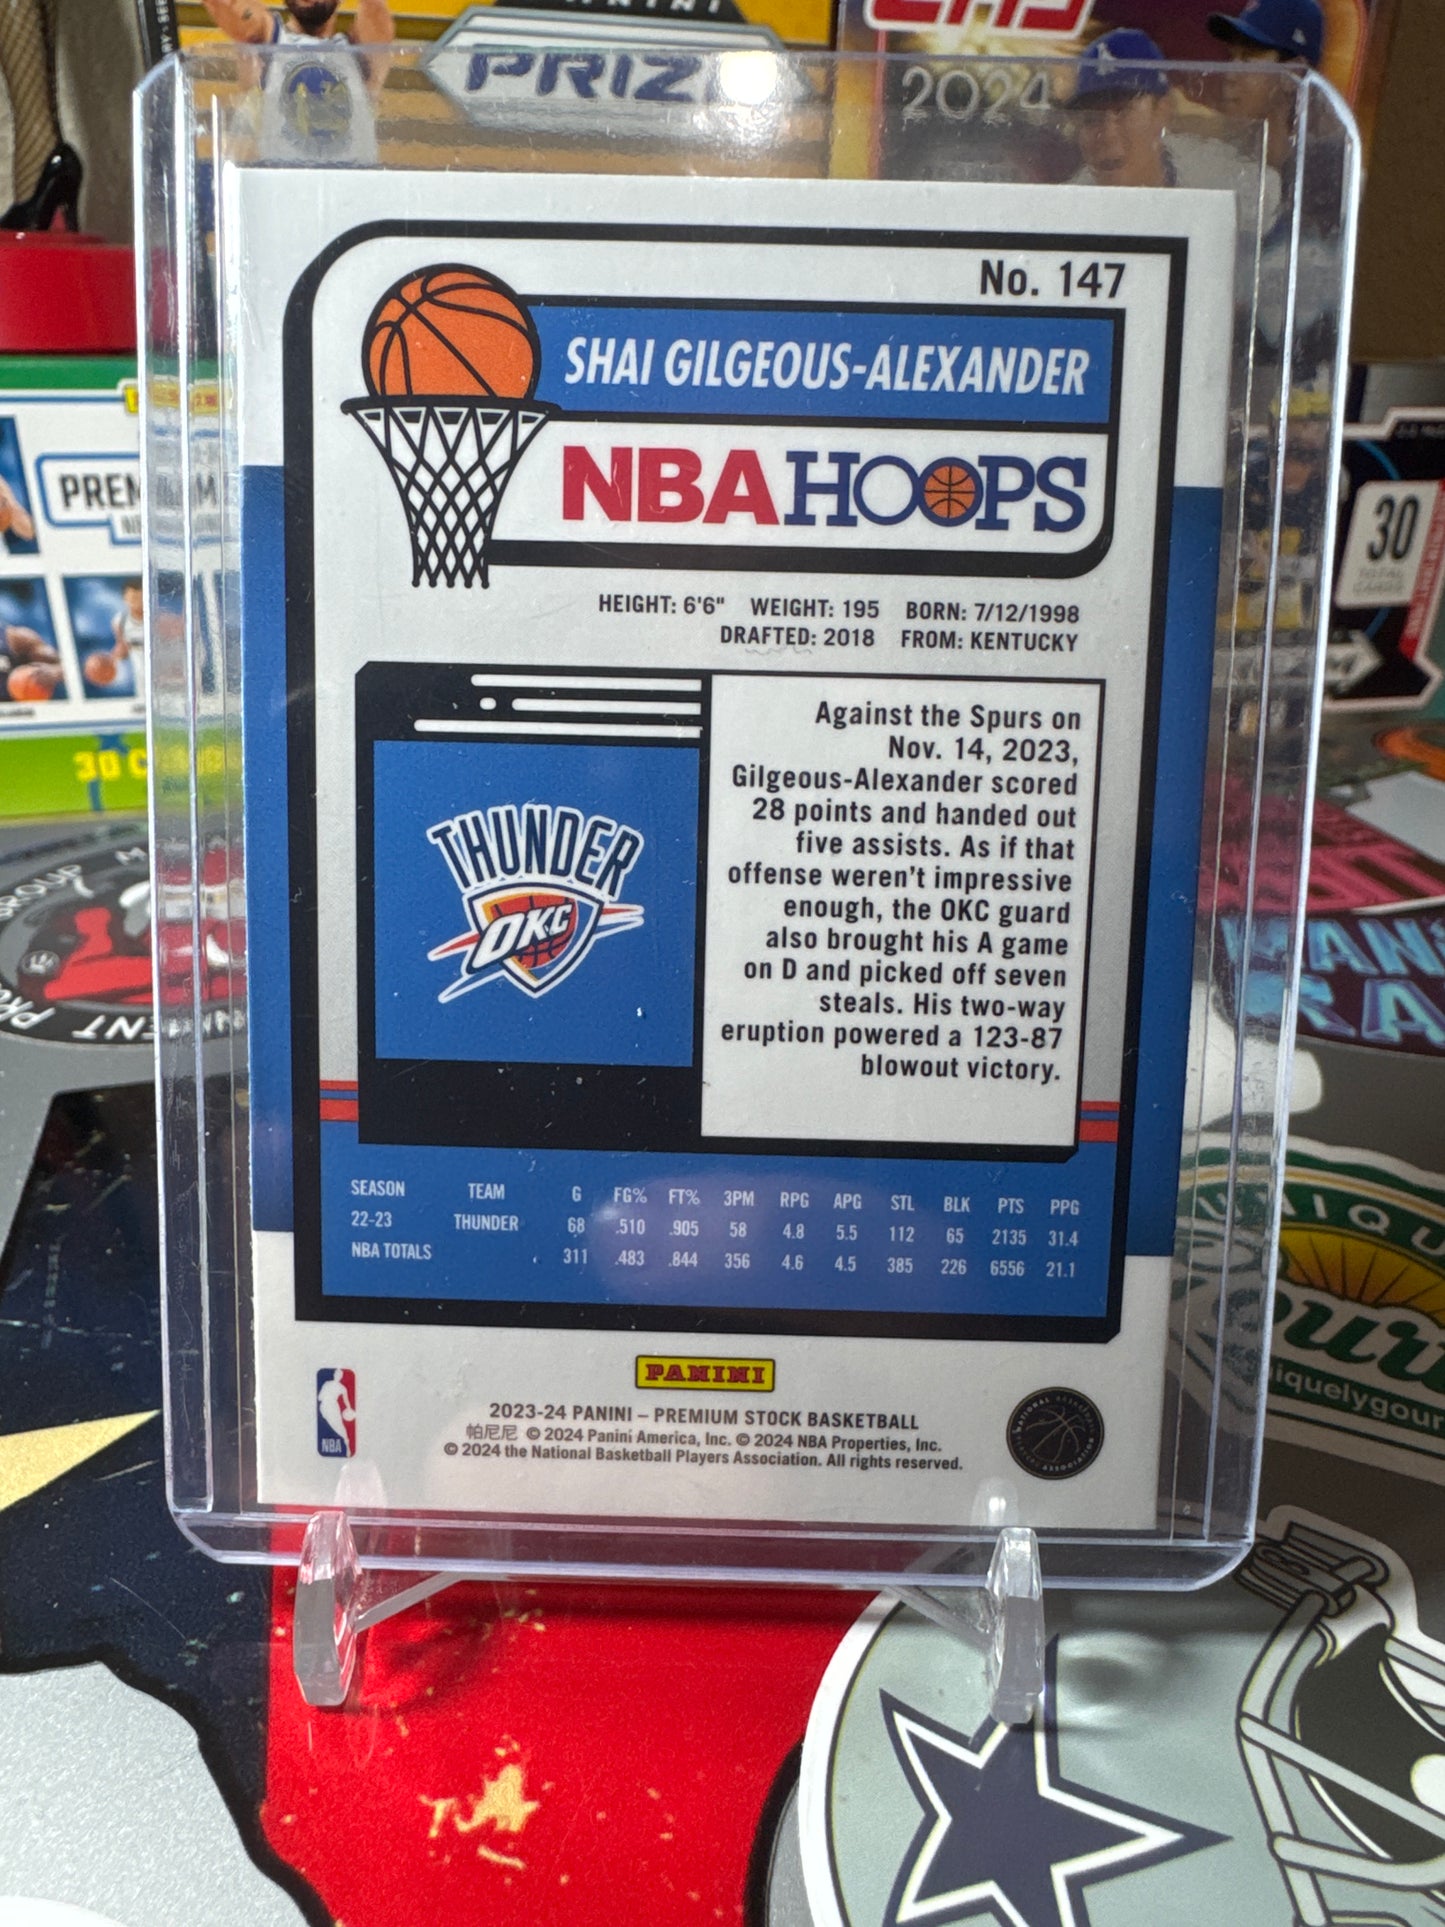 PRIZ
2024
No. 147
SHAI GILGEOUS-ALEXANDER
NBA HOOPS
HEIGHT: 6'6" WEIGHT: 195 BORN: 7/12/1998
DRAFTED: 2018 FROM: KENTUCKY
Against the Spurs on
Nov. 14, 2023,
Gilgeous-Alexander scored
28 points and handed out
five assists. As if that
offense weren't impressive
enough, the OKC guard
also brought his A game
on D and picked off seven
steals. His two-way
eruption powered a 123-87
blowout victory.
THUNDER
OKC
SEASON TEAM G FG% FT% 3PM RPG APG STL BLK PTS PPG
22-23 THUNDER 68 .510 .905 58 4.8 5.5 112 65 2135 31.4
NBA TOTALS 311 .483 .844 356 4.6 4.5 385 226 6556 21.1
PANINI
NBA
2023-24 PANINI – PREMIUM STOCK BASKETBALL
帕尼尼 © 2024 Panini America, Inc. © 2024 NBA Properties, Inc.
© 2024 the National Basketball Players Association. All rights reserved.
30
TOTAL
CARDS